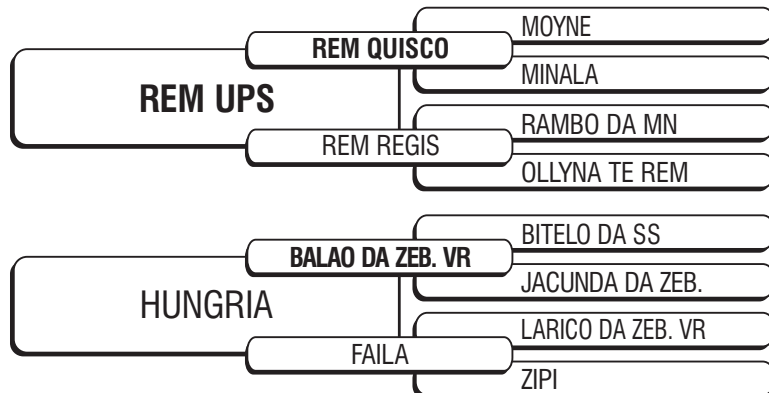 MOYNE
REM QUISCO
MINALA
REM UPS
RAMBO DA MN
REM REGIS
OLLYNA TE REM
BITELO DA SS
BALAO DA ZEB. VR
JACUNDA DA ZEB.
HUNGRIA
LARICO DA ZEB. VR
FAILA
ZIPI